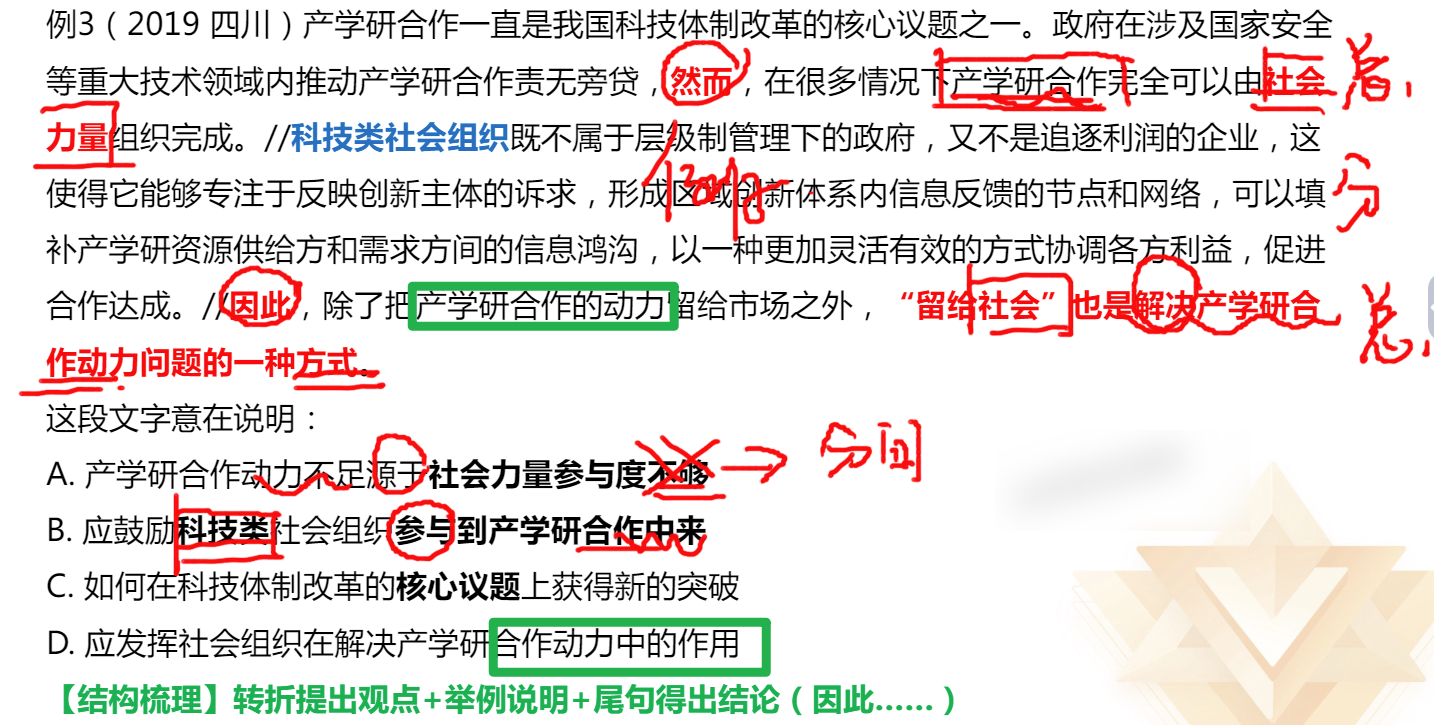 例3（2019 四川）产学研合作一直是我国科技体制改革的核心议题之一。政府在涉及国家安全
等重大技术领域内推动产学研合作责无旁贷，然而，在很多情况下产学研合作完全可以由社会 总.
力量组织完成。//科技类社会组织既不属于层级制管理下的政府，又不是追逐利润的企业，这
使得它能够专注于反映创新主体的诉求，形成区域创新体系内信息反馈的节点和网络，可以填 分
补产学研资源供给方和需求方间的信息鸿沟，以一种更加灵活有效的方式协调各方利益，促进
合作达成。//因此，除了把产学研合作的动力留给市场之外，“留给社会”也是解决产学研合 总.
作动力问题的一种方式。
这段文字意在说明：
A. 产学研合作动力不足源于社会力量参与度不够
B. 应鼓励科技类社会组织参与到产学研合作中来
C. 如何在科技体制改革的核心议题上获得新的突破
D. 应发挥社会组织在解决产学研合作动力中的作用
【结构梳理】转折提出观点+举例说明+尾句得出结论（因此……）